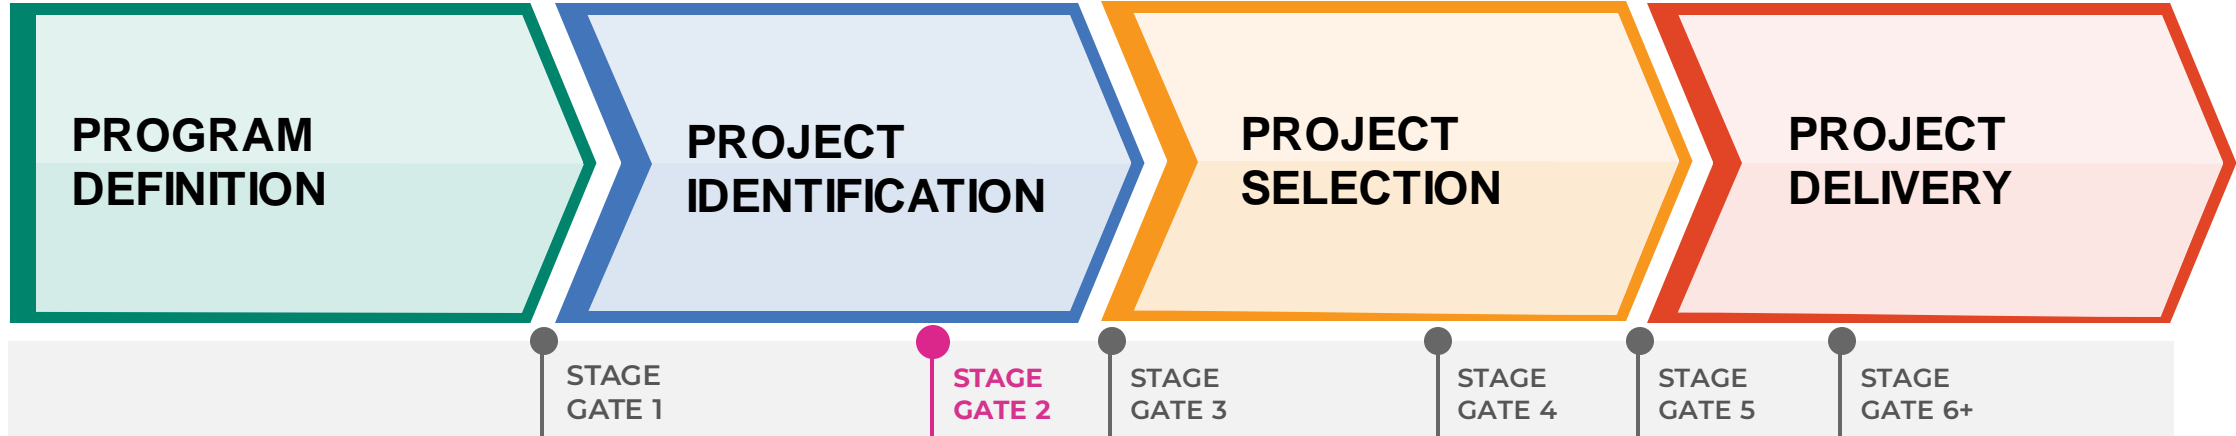 PROGRAM
DEFINITION
PROJECT
IDENTIFICATION
PROJECT
SELECTION
PROJECT
DELIVERY
STAGE
GATE 1
STAGE
GATE 2
STAGE
GATE 3
STAGE
GATE 4
STAGE
GATE 5
STAGE
GATE 6+